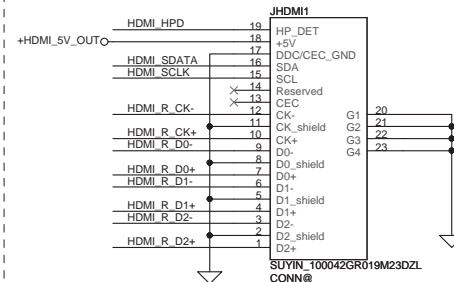 JHDMI1
HDMI_HPD 19 HP_DET
+HDMI_5V_OUT 18 +5V
17 DDC/CEC_GND
HDMI_SDATA 16 SDA
HDMI_SCLK 15 SCL
14 Reserved
13 CEC
HDMI_R_CK- 12 CK- G1 20
11 CK_shield G2 21
HDMI_R_CK+ 10 CK+ G3 22
HDMI_R_D0- 9 D0- G4 23
8 D0_shield
HDMI_R_D0+ 7 D0+
HDMI_R_D1- 6 D1-
5 D1_shield
HDMI_R_D1+ 4 D1+
HDMI_R_D2- 3 D2-
2 D2_shield
HDMI_R_D2+ 1 D2+
SUYIN_100042GR019M23DZL
CONN@